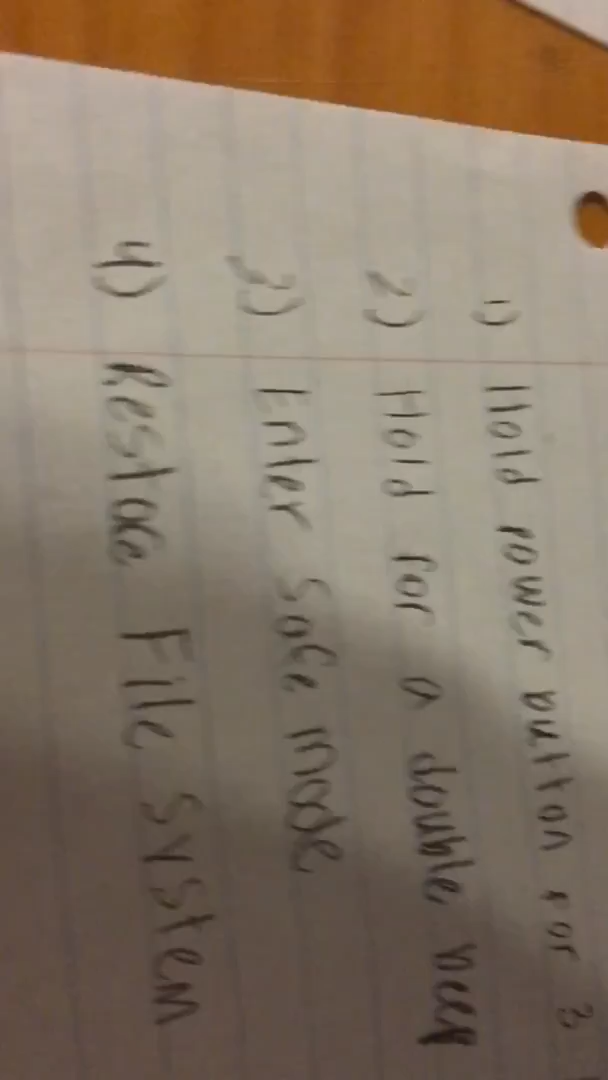 1) Hold power button for 3
2) Hold for a double beep
3) Enter Safe mode
4) Restore File System